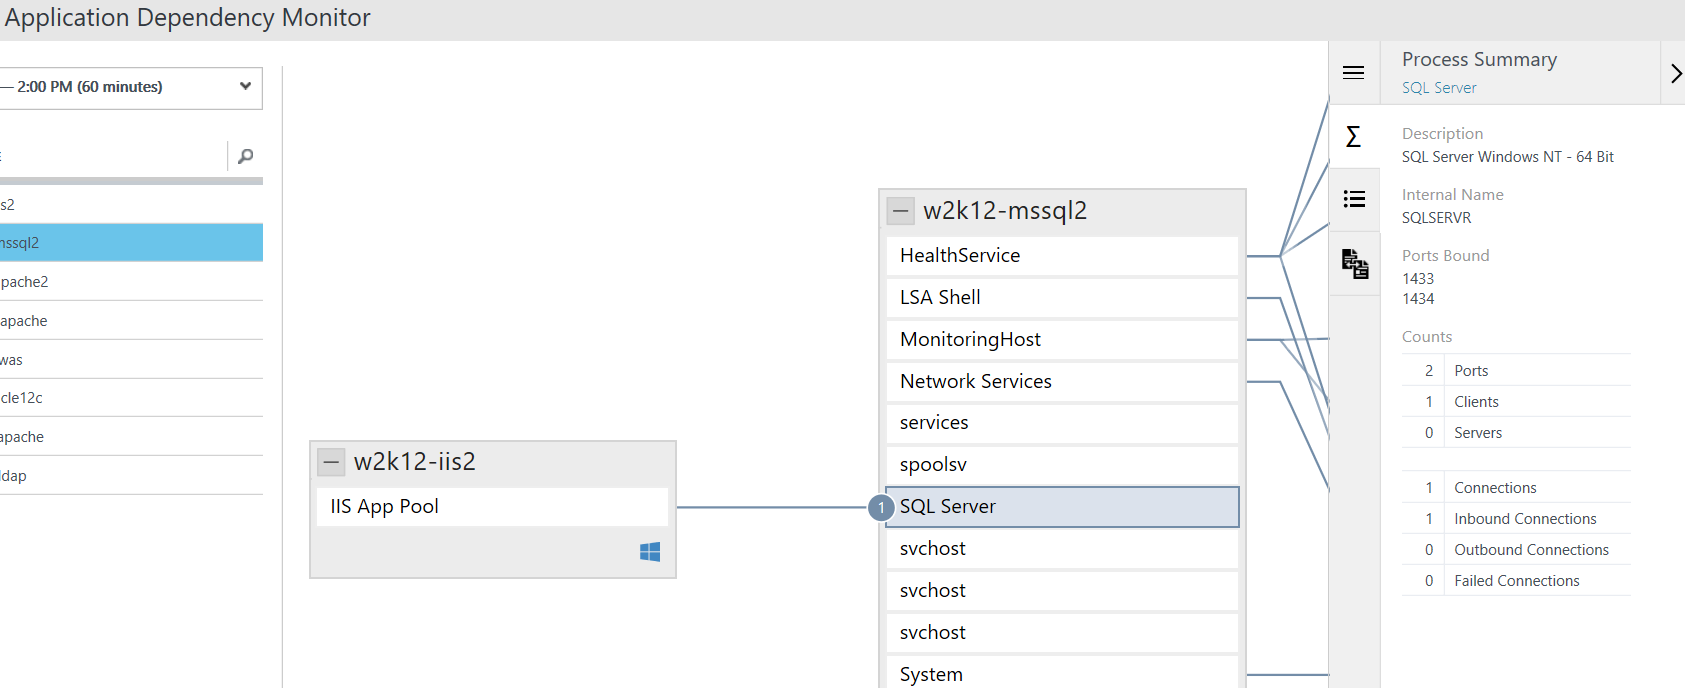 Application Dependency Monitor
— 2:00 PM (60 minutes)
s2
mssql2
pache2
apache
was
cle12c
apache
ldap
w2k12-iis2
IIS App Pool
w2k12-mssql2
HealthService
LSA Shell
MonitoringHost
Network Services
services
spoolsv
1
SQL Server
svchost
svchost
svchost
System
Process Summary
SQL Server
Description
SQL Server Windows NT - 64 Bit
Internal Name
SQLSERVR
Ports Bound
1433
1434
Counts
2 Ports
1 Clients
0 Servers
1 Connections
1 Inbound Connections
0 Outbound Connections
0 Failed Connections